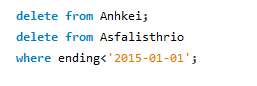 delete from Anhkei;
delete from Asfalisthrio
where ending<'2015-01-01';